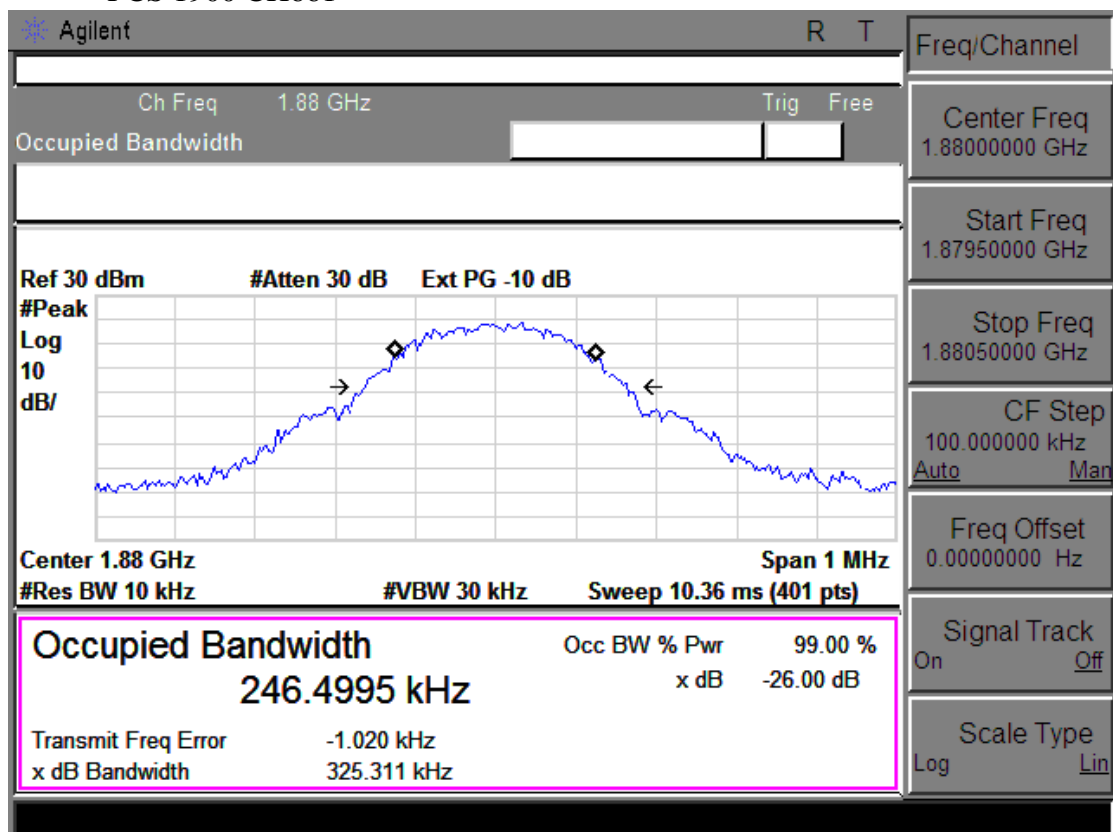 Agilent R T
Freq/Channel
Ch Freq 1.88 GHz Trig Free
Occupied Bandwidth
Center Freq
1.88000000 GHz
Start Freq
1.87950000 GHz
Ref 30 dBm #Atten 30 dB Ext PG -10 dB
#Peak
Log
10
dB/
Stop Freq
1.88050000 GHz
CF Step
100.000000 kHz
Auto Man
Center 1.88 GHz Span 1 MHz
#Res BW 10 kHz #VBW 30 kHz Sweep 10.36 ms (401 pts)
Freq Offset
0.00000000 Hz
Occupied Bandwidth Occ BW % Pwr 99.00 %
246.4995 kHz x dB -26.00 dB
Transmit Freq Error -1.020 kHz
x dB Bandwidth 325.311 kHz
Signal Track
On Off
Scale Type
Log Lin